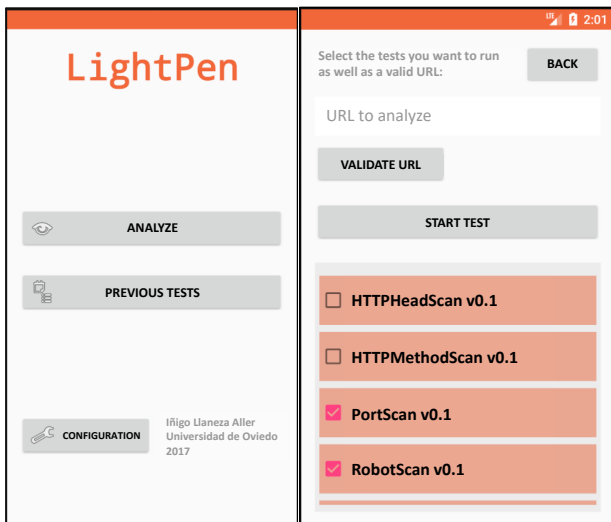 LightPen
ANALYZE
PREVIOUS TESTS
CONFIGURATION
Iñigo Llaneza Aller
Universidad de Oviedo
2017
LTE 2:01
Select the tests you want to run
as well as a valid URL:
BACK
URL to analyze
VALIDATE URL
START TEST
HTTPHeadScan v0.1
HTTPMethodScan v0.1
PortScan v0.1
RobotScan v0.1